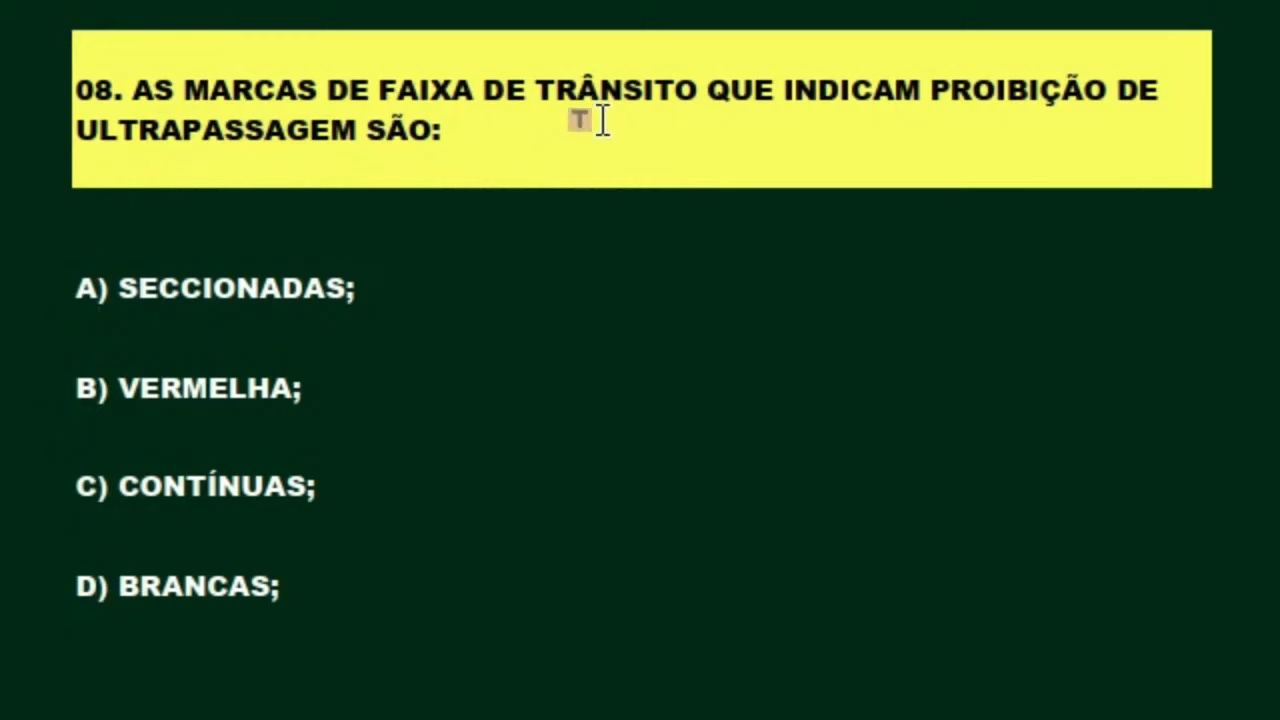 08. AS MARCAS DE FAIXA DE TRÂNSITO QUE INDICAM PROIBIÇÃO DE
ULTRAPASSAGEM SÃO:
T
A) SECCIONADAS;
B) VERMELHA;
C) CONTÍNUAS;
D) BRANCAS;